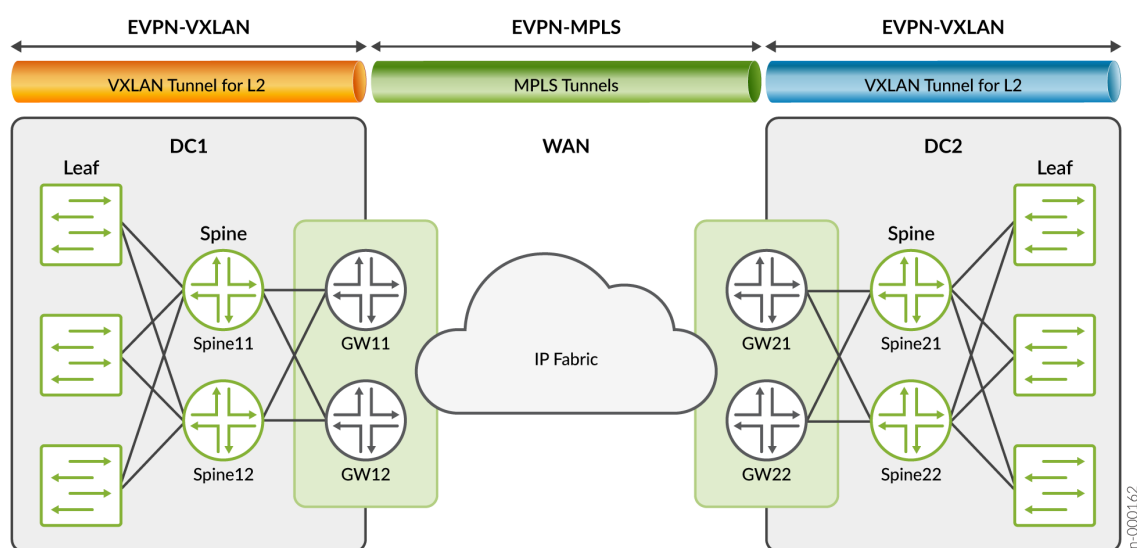 EVPN-VXLAN
EVPN-MPLS
EVPN-VXLAN
VXLAN Tunnel for L2
MPLS Tunnels
VXLAN Tunnel for L2
DC1
WAN
DC2
Leaf
Leaf
Spine
Spine
Spine11
GW11
IP Fabric
GW21
Spine21
Spine12
GW12
GW22
Spine22